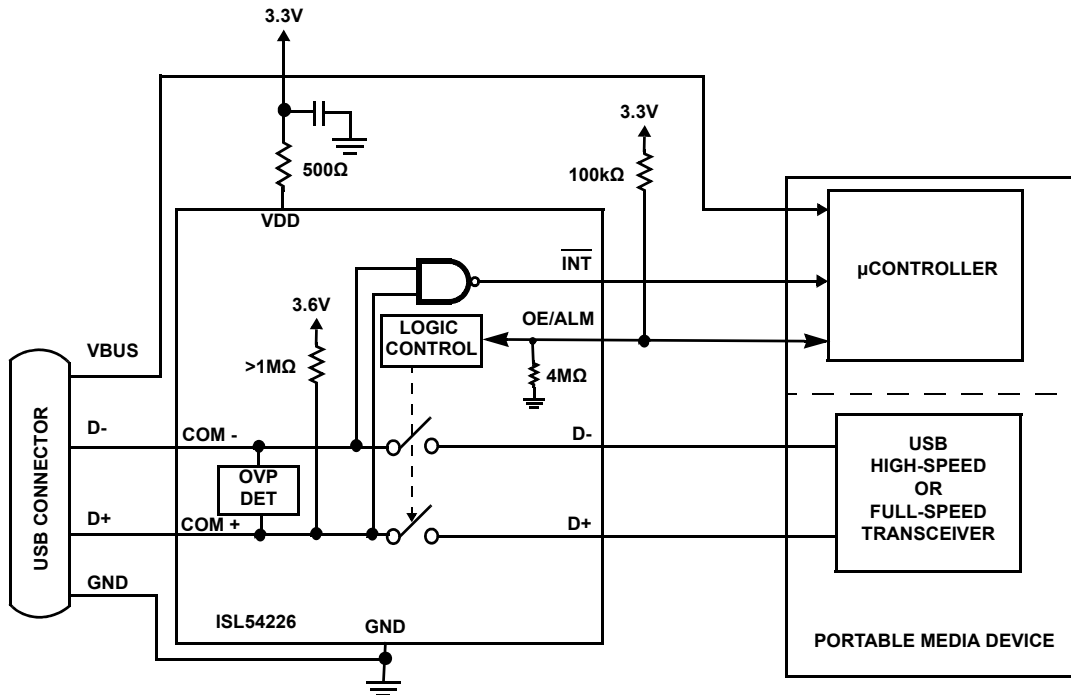 3.3V
500Ω
VDD
3.3V
100kΩ
INT
µCONTROLLER
3.6V
>1MΩ
LOGIC
CONTROL
OE/ALM
4MΩ
VBUS
D-
COM -
D-
OVP
DET
D+
COM +
D+
USB
HIGH-SPEED
OR
FULL-SPEED
TRANSCEIVER
USB CONNECTOR
GND
ISL54226
GND
PORTABLE MEDIA DEVICE